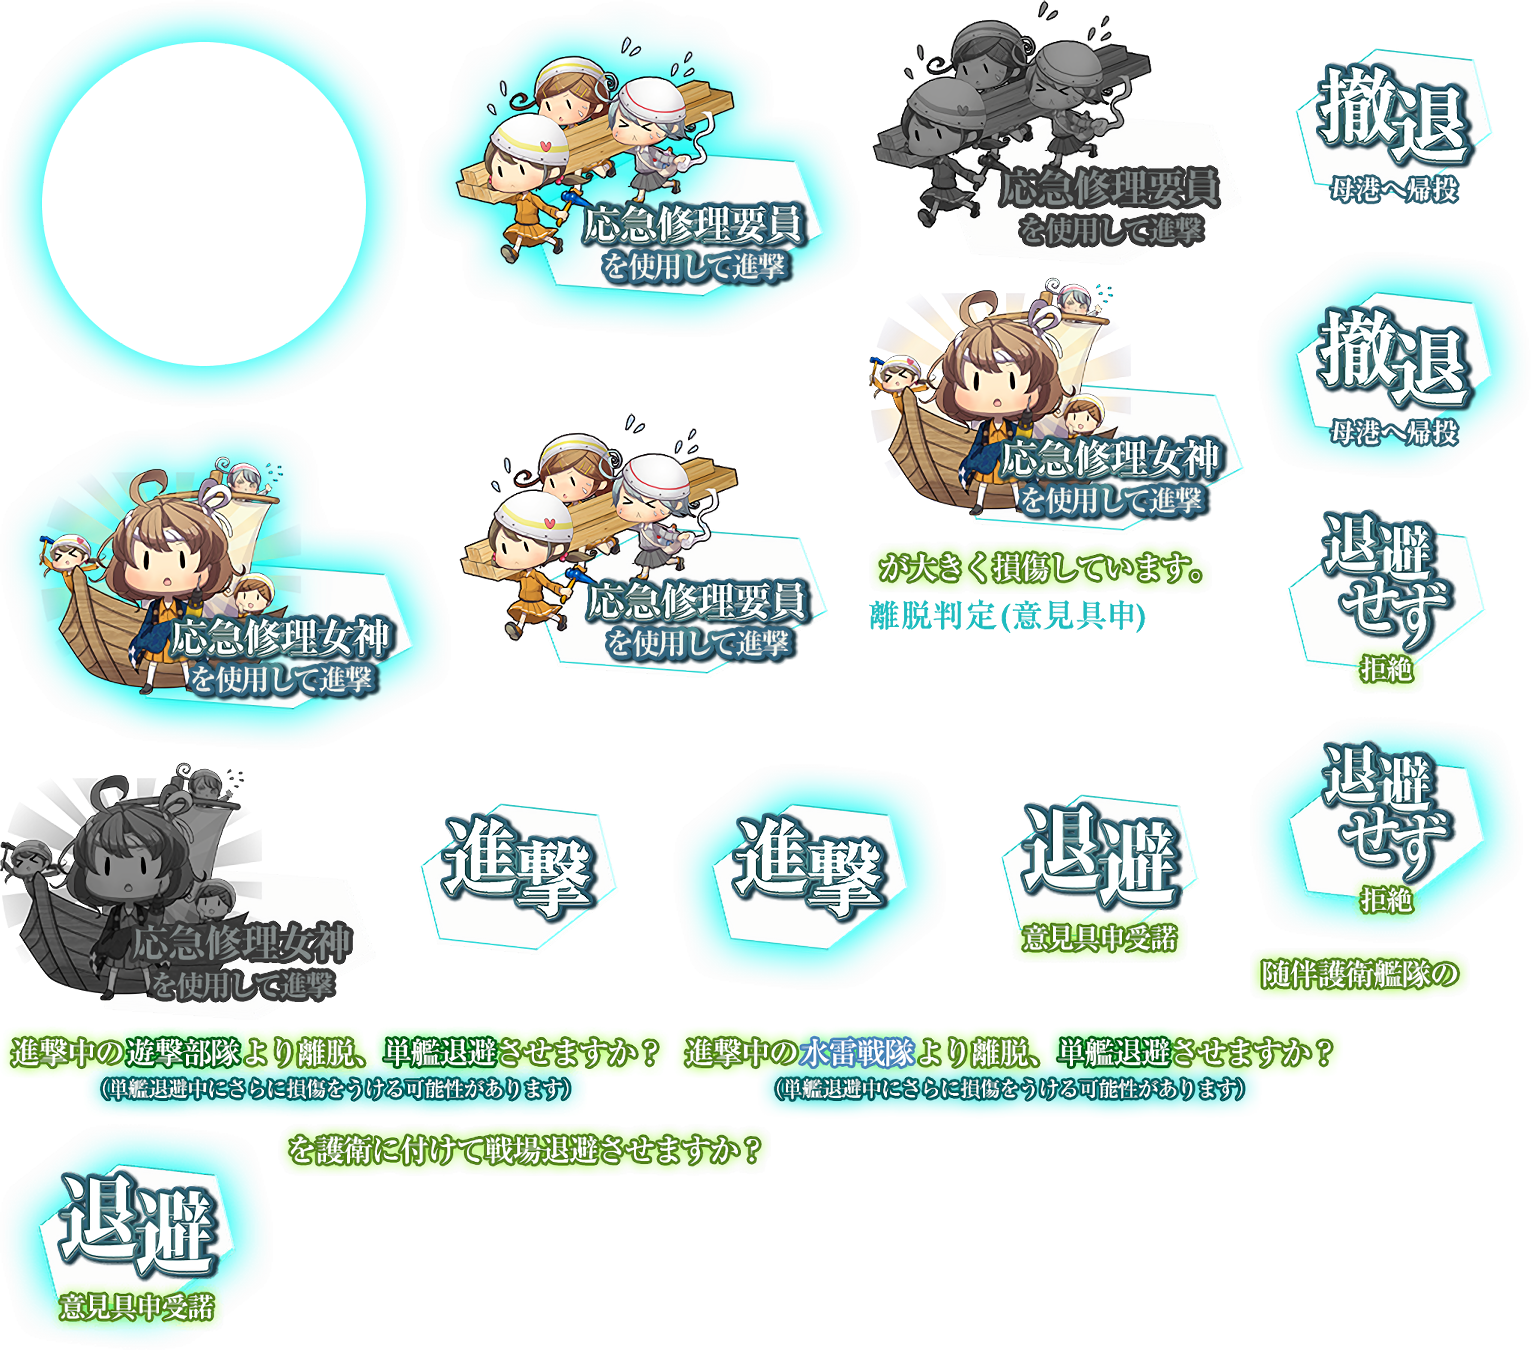 応急修理要員
を使用して進撃
応急修理要員
を使用して進撃
撤退
母港へ帰投
撤退
母港へ帰投
応急修理女神
を使用して進撃
応急修理女神
を使用して進撃
応急修理要員
を使用して進撃
が大きく損傷しています。
離脱判定(意見具申)
退避
せず
拒絶
応急修理女神
を使用して進撃
進撃
進撃
退避
意見具申受諾
退避
せず
拒絶
随伴護衛艦隊の
進撃中の遊撃部隊より離脱、単艦退避させますか？
(単艦退避中にさらに損傷をうける可能性があります)
進撃中の水雷戦隊より離脱、単艦退避させますか？
(単艦退避中にさらに損傷をうける可能性があります)
を護衛に付けて戦場退避させますか？
退避
意見具申受諾